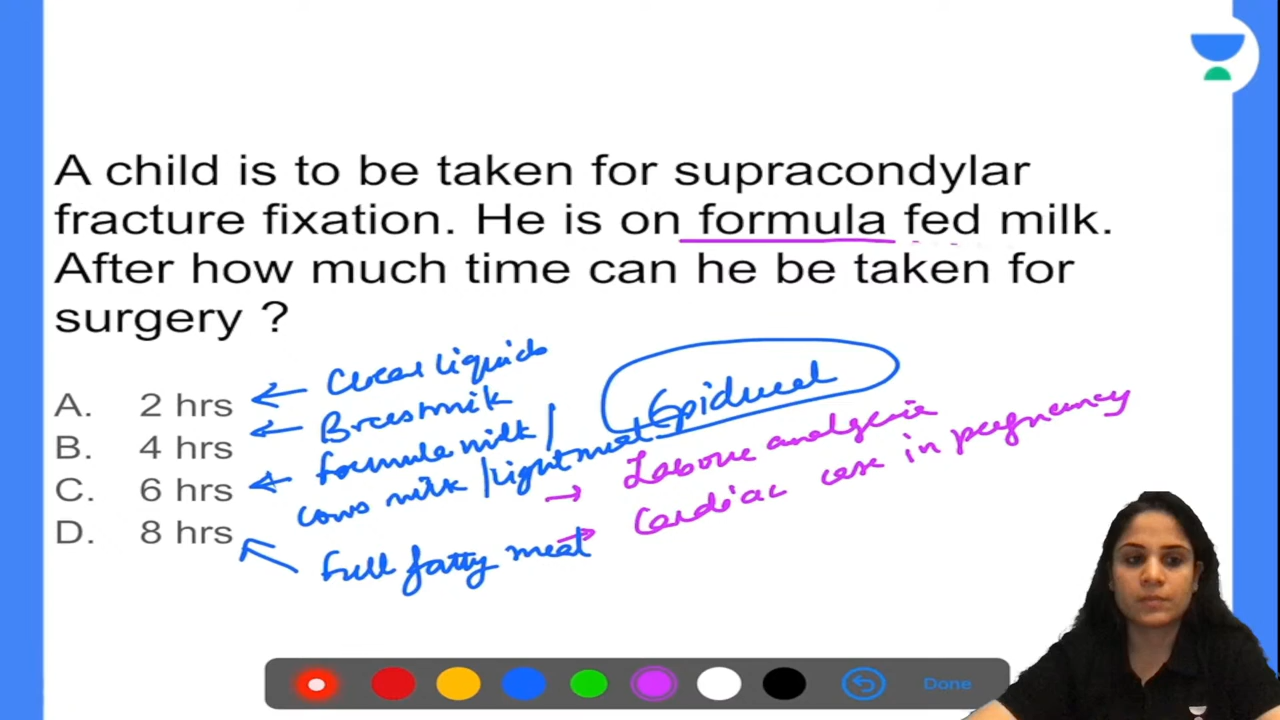 A child is to be taken for supracondylar
fracture fixation. He is on formula fed milk.
After how much time can he be taken for
surgery ?
A. 2 hrs
Clear liquids
B. 4 hrs
Breastmilk
C. 6 hrs
formula milk /
cows milk / light meal
D. 8 hrs
Full fatty meal
Epidural
→ Labour analgesia
→ Cardiac case in pregnancy
Done